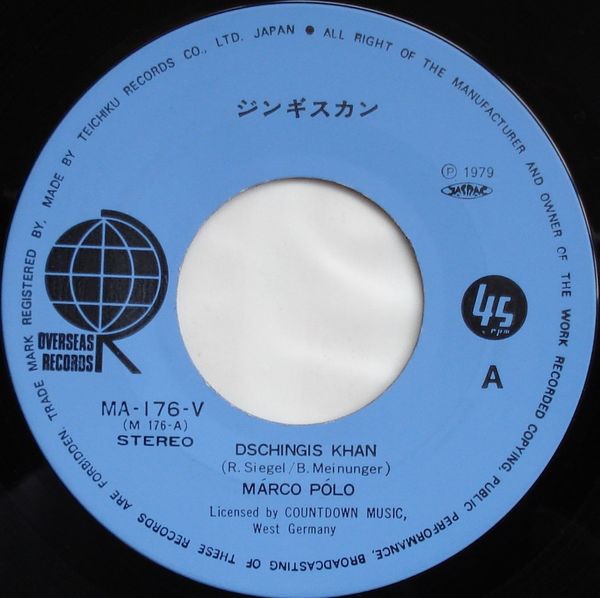 TRADE MARK REGISTERED BY, MADE BY TEICHIKU RECORDS CO., LTD. JAPAN ● ALL RIGHT OF THE MANUFACTURER AND OWNER OF THE WORK RECORDED COPYING, PUBLIC PERFORMANCE, BROADCASTING OF THESE RECORDS ARE FORBIDDEN.
ジンギスカン
Ⓟ 1979
JASRAC
OVERSEAS
RECORDS
45
rpm
A
MA-176-V
(M 176-A)
STEREO
DSCHINGIS KHAN
(R. Siegel/B. Meinunger)
MÁRCO PÓLO
Licensed by COUNTDOWN MUSIC,
West Germany